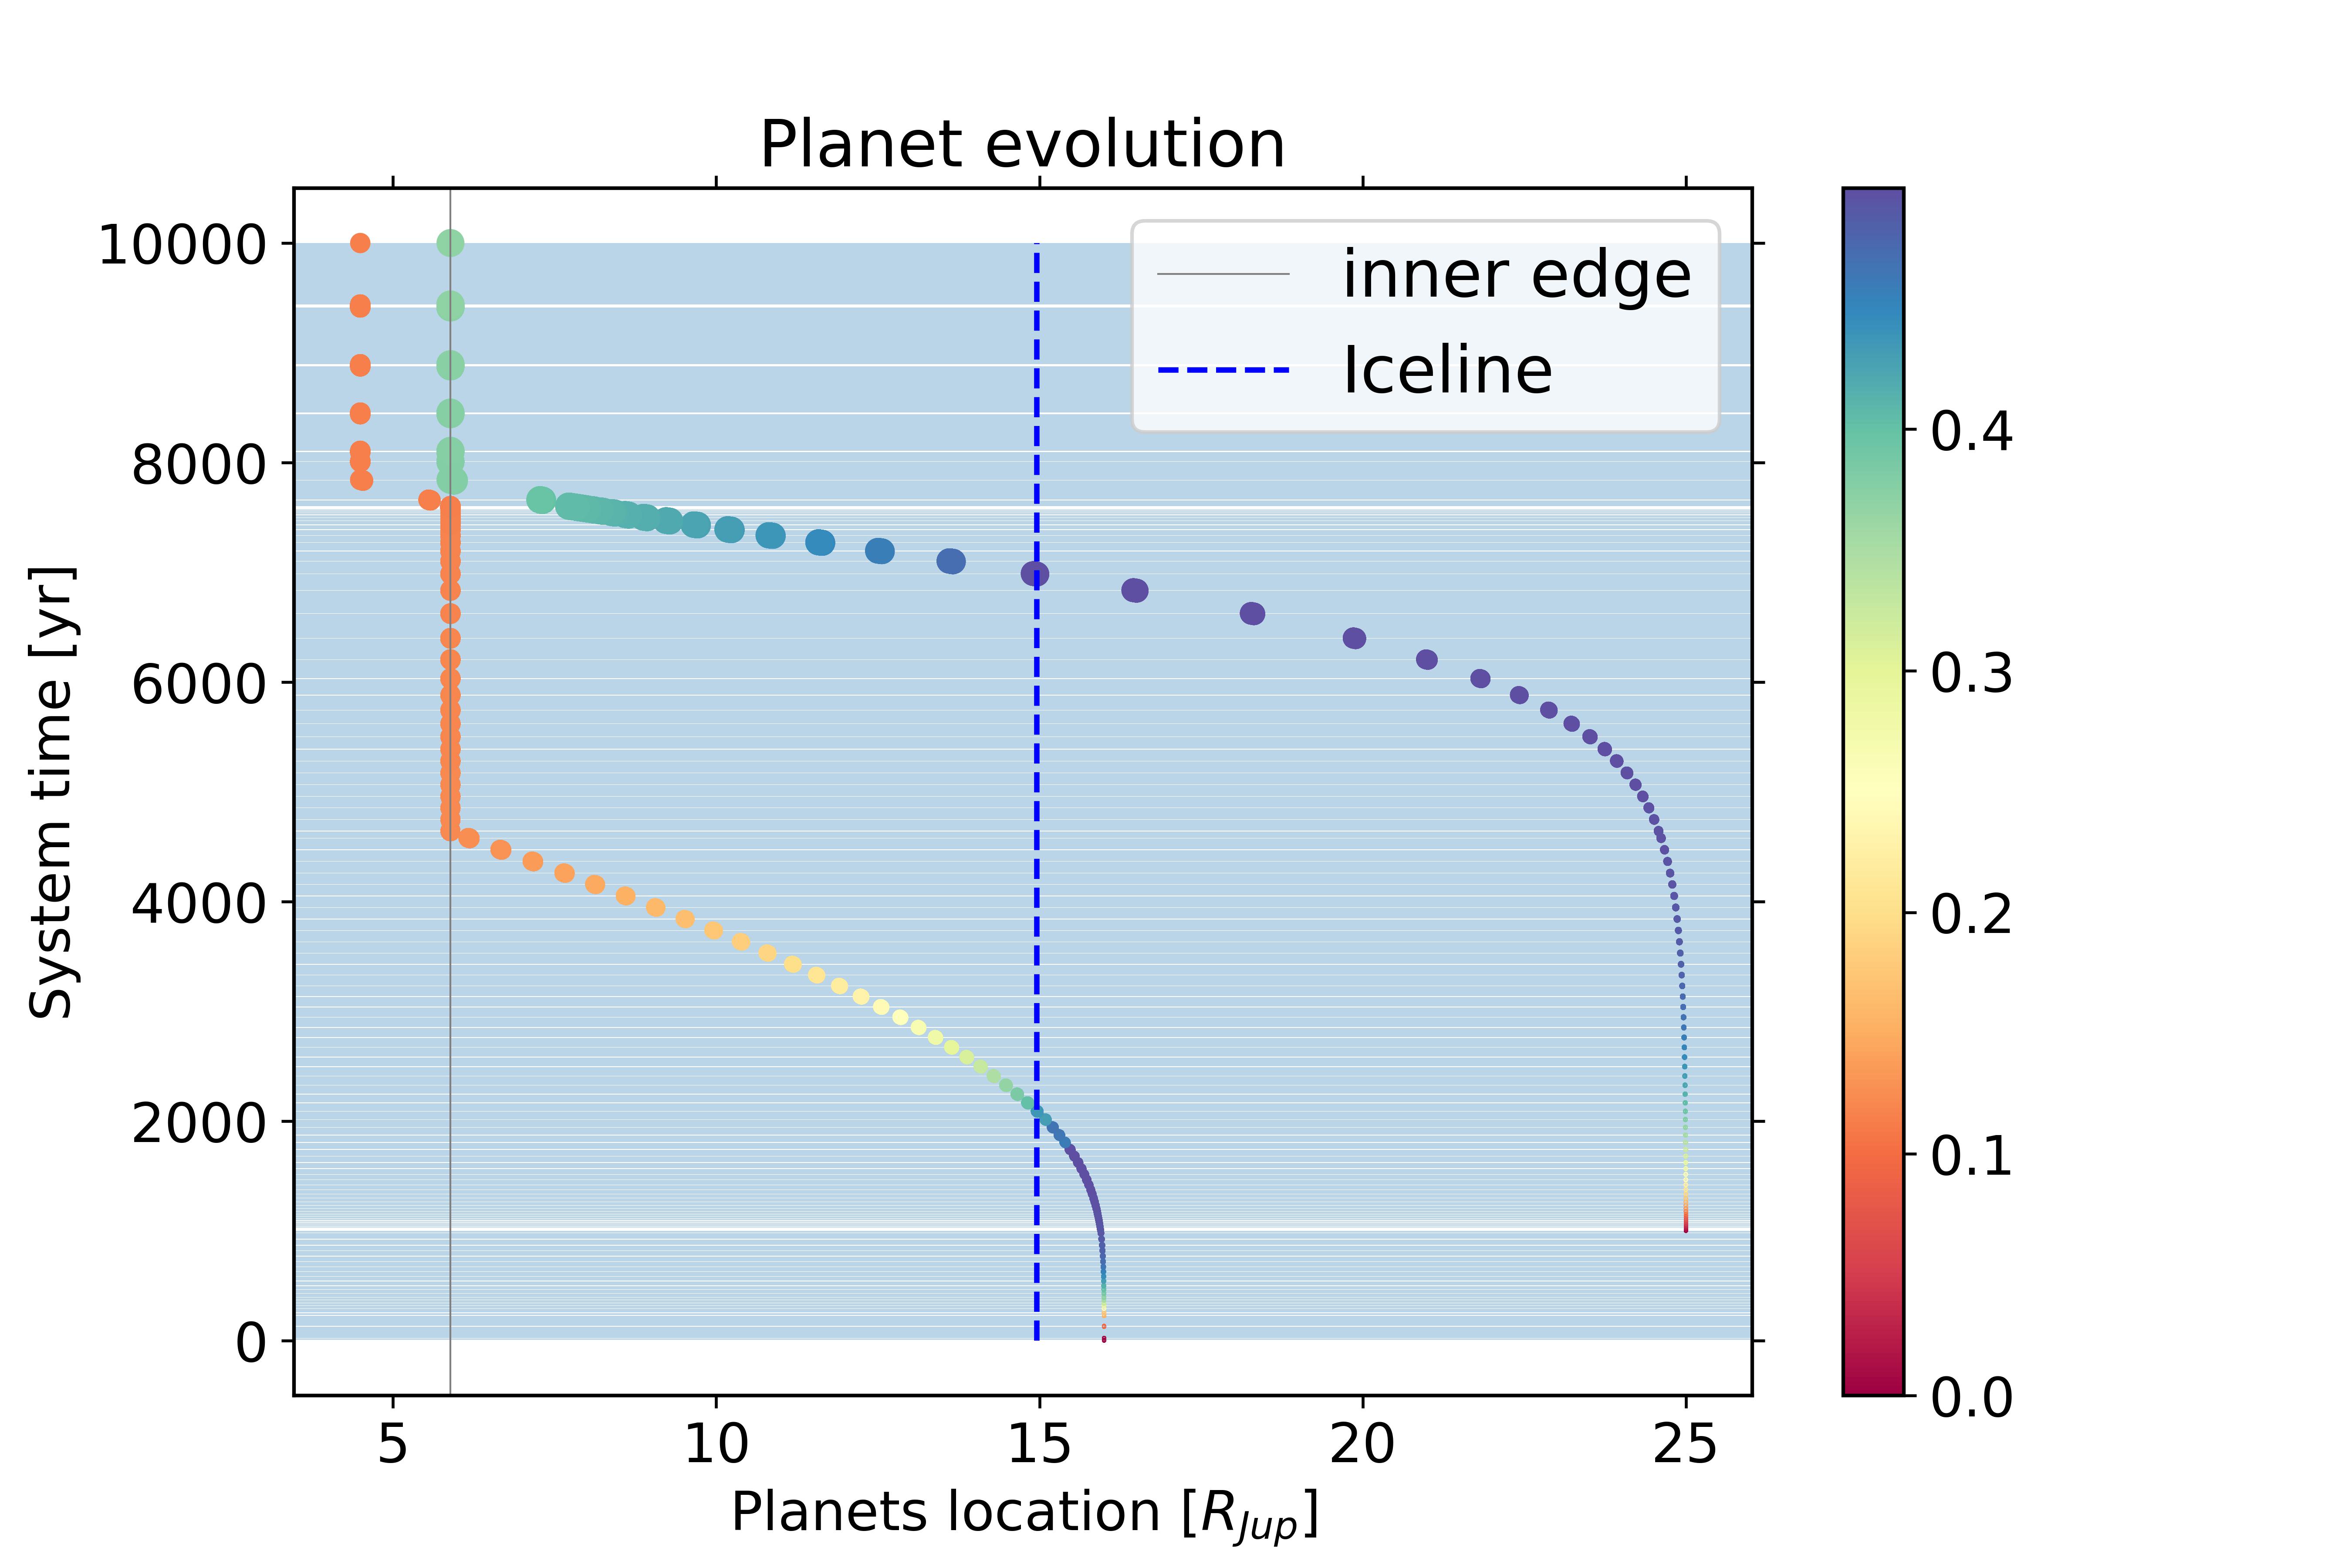 Planet evolution
10000
8000
6000
4000
2000
0
System time [yr]
inner edge
Iceline
5 10 15 20 25
Planets location [R_Jup]
0.4
0.3
0.2
0.1
0.0